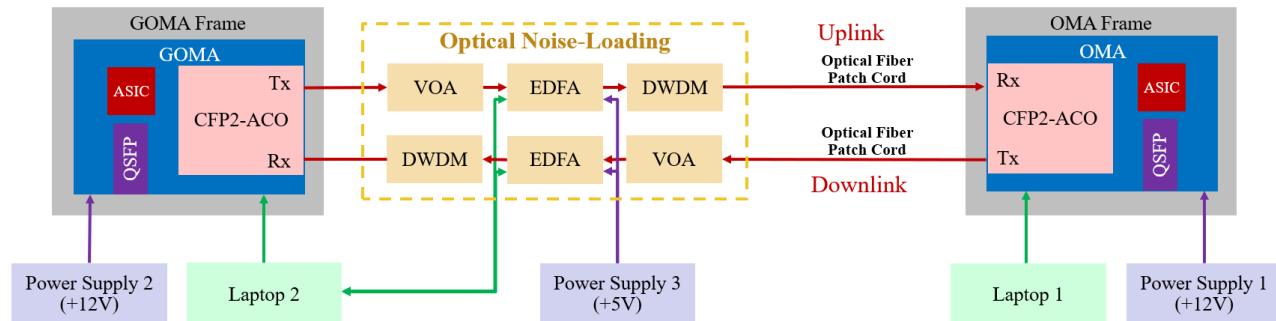 GOMA Frame
GOMA
ASIC
QSFP
Tx
CFP2-ACO
Rx
Optical Noise-Loading
VOA
EDFA
DWDM
DWDM
EDFA
VOA
Uplink
Optical Fiber
Patch Cord
Optical Fiber
Patch Cord
Downlink
OMA Frame
OMA
Rx
CFP2-ACO
Tx
ASIC
QSFP
Power Supply 2
(+12V)
Laptop 2
Power Supply 3
(+5V)
Laptop 1
Power Supply 1
(+12V)